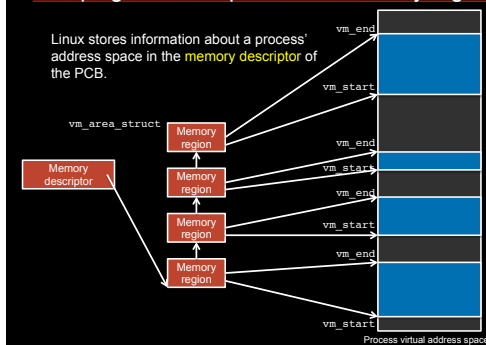 Linux stores information about a process'
address space in the memory descriptor of
the PCB.
vm_end
vm_start
vm_area_struct
Memory
region
vm_end
Memory
descriptor
Memory
region
vm_start
vm_end
Memory
region
vm_start
vm_end
Memory
region
vm_start
Process virtual address space